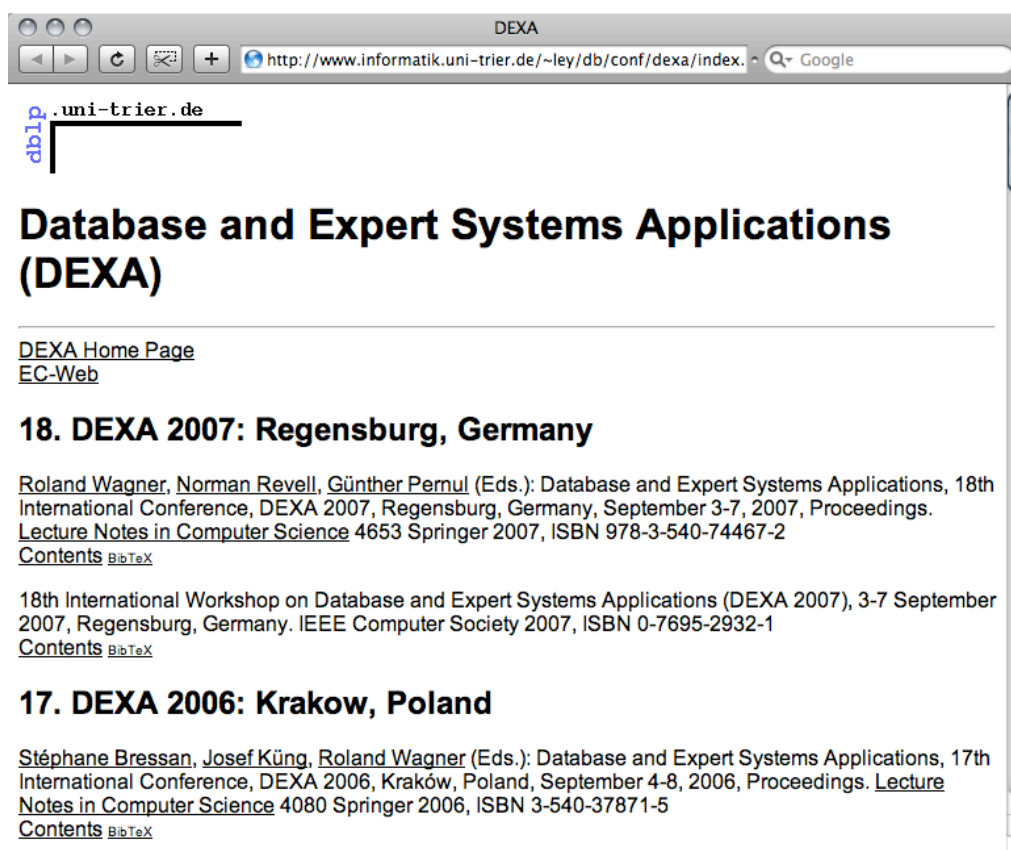 DEXA
http://www.informatik.uni-trier.de/~ley/db/conf/dexa/index.
Google
dblp
.uni-trier.de
Database and Expert Systems Applications
(DEXA)
DEXA Home Page
EC-Web
18. DEXA 2007: Regensburg, Germany
Roland Wagner, Norman Revell, Günther Pernul (Eds.): Database and Expert Systems Applications, 18th
International Conference, DEXA 2007, Regensburg, Germany, September 3-7, 2007, Proceedings.
Lecture Notes in Computer Science 4653 Springer 2007, ISBN 978-3-540-74467-2
Contents BibTeX
18th International Workshop on Database and Expert Systems Applications (DEXA 2007), 3-7 September
2007, Regensburg, Germany. IEEE Computer Society 2007, ISBN 0-7695-2932-1
Contents BibTeX
17. DEXA 2006: Krakow, Poland
Stéphane Bressan, Josef Küng, Roland Wagner (Eds.): Database and Expert Systems Applications, 17th
International Conference, DEXA 2006, Kraków, Poland, September 4-8, 2006, Proceedings. Lecture
Notes in Computer Science 4080 Springer 2006, ISBN 3-540-37871-5
Contents BibTeX